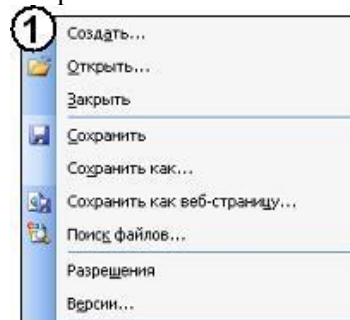 1
Создать...
Открыть...
Закрыть
Сохранить
Сохранить как...
Сохранить как веб-страницу...
Поиск файлов...
Разрешения
Версии...